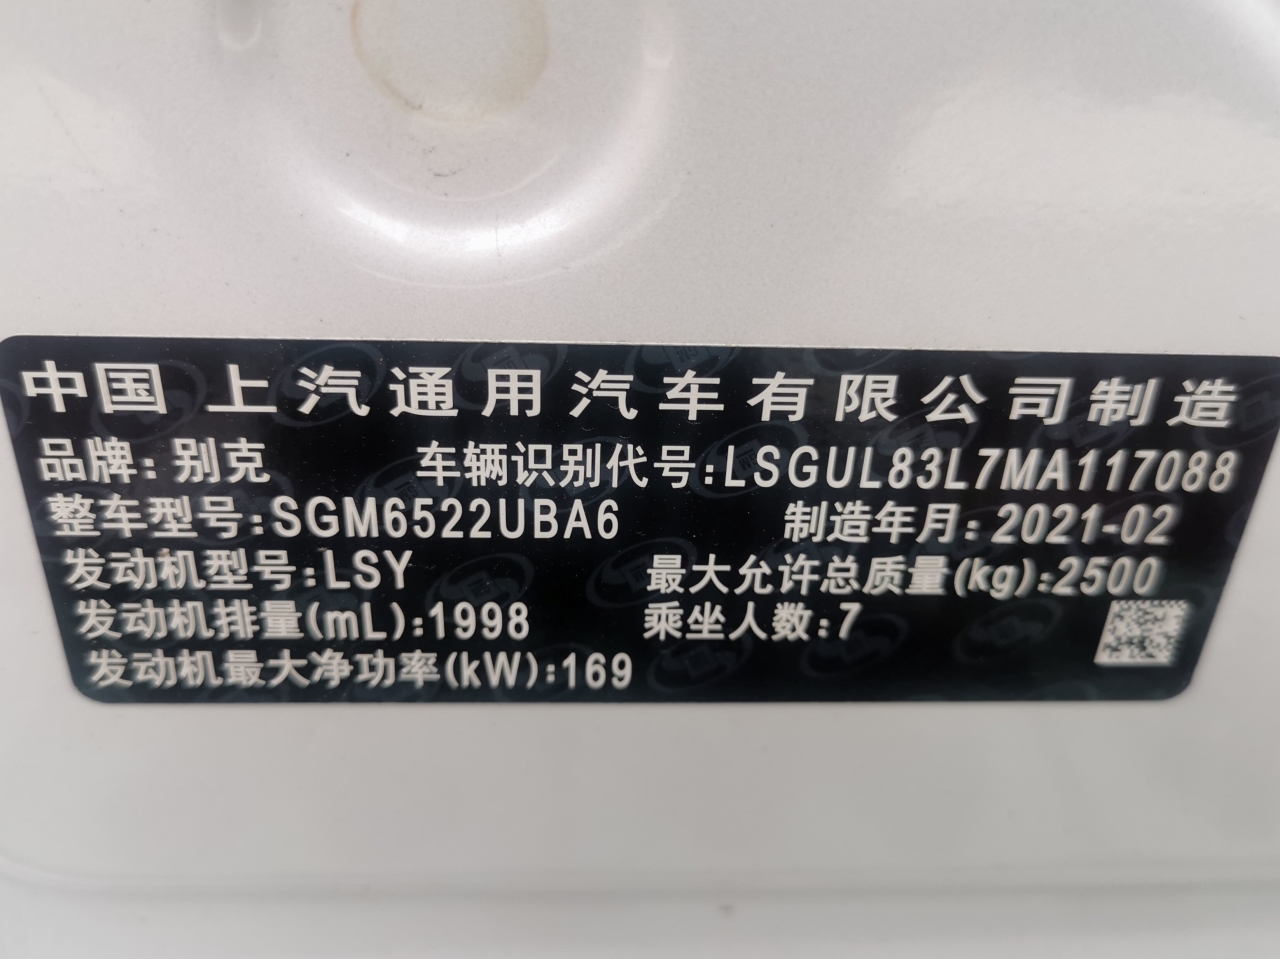 中国 上汽通用汽车有限公司制造
品牌:别克 车辆识别代号:LSGUL83L7MA117088
整车型号:SGM6522UBA6 制造年月:2021-02
发动机型号:LSY 最大允许总质量(kg):2500
发动机排量(mL):1998 乘坐人数:7
发动机最大净功率(kW):169